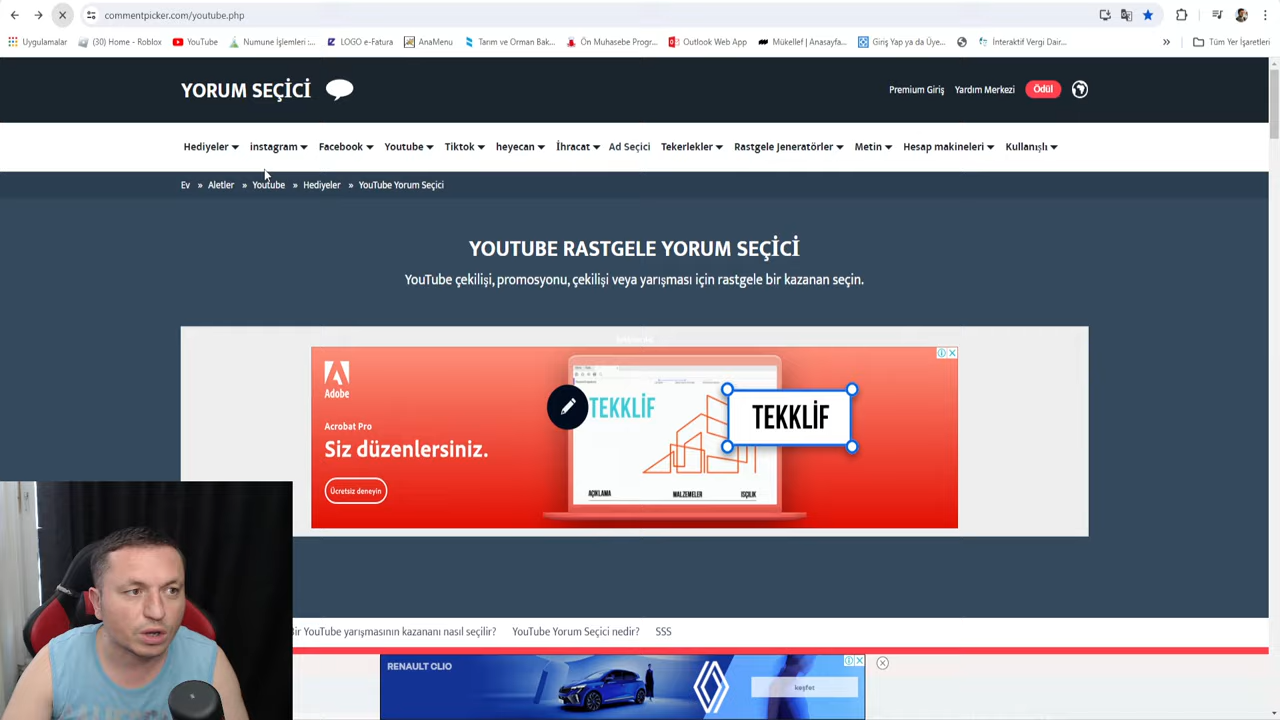 commentpicker.com/youtube.php
Uygulamalar
(30) Home - Roblox
YouTube
Numune İşlemleri :...
LOGO e-Fatura
AnaMenu
Tarım ve Orman Bak...
Ön Muhasebe Progr...
Outlook Web App
Mükellef | Anasayfa...
Giriş Yap ya da Üye...
İnteraktif Vergi Dair...
»
Tüm Yer İşaretleri
YORUM SEÇİCİ
Premium Giriş
Yardım Merkezi
Ödül
Hediyeler
instagram
Facebook
Youtube
Tiktok
heyecan
İhracat
Ad Seçici
Tekerlekler
Rastgele Jeneratörler
Metin
Hesap makineleri
Kullanışlı
Ev » Aletler » Youtube » Hediyeler » YouTube Yorum Seçici
YOUTUBE RASTGELE YORUM SEÇİCİ
YouTube çekilişi, promosyonu, çekilişi veya yarışması için rastgele bir kazanan seçin.
Adobe
Acrobat Pro
Siz düzenlersiniz.
Ücretsiz deneyin
TEKKLİF
TEKKLİF
AÇIKLAMA
MALZEMELER
İŞÇİLİK
YouTube yarışmasının kazananı nasıl seçilir?
YouTube Yorum Seçici nedir?
SSS
RENAULT CLIO
keşfet